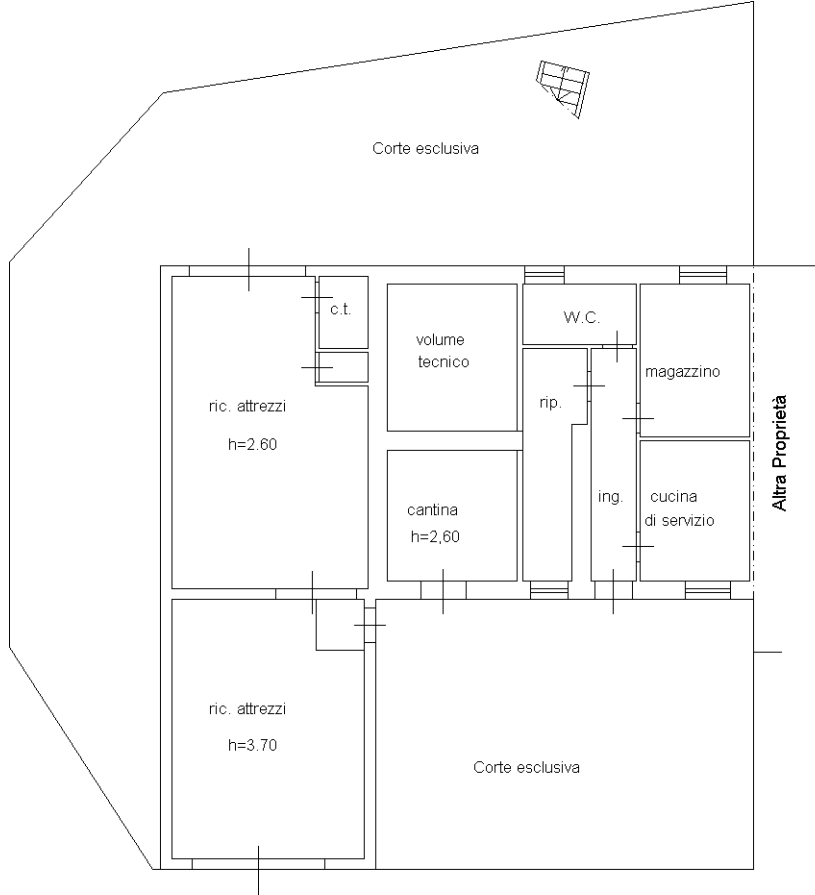 Corte esclusiva
c.t.
volume
tecnico
W.C.
magazzino
ric. attrezzi
h=2.60
rip.
Altra Proprietà
cantina
h=2,60
ing.
cucina
di servizio
ric. attrezzi
h=3.70
Corte esclusiva